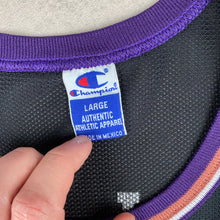 Champion
LARGE
AUTHENTIC
ATHLETIC APPAREL
MADE IN MEXICO